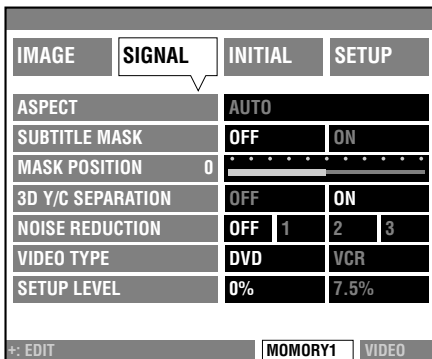 IMAGE SIGNAL INITIAL SETUP
ASPECT AUTO
SUBTITLE MASK OFF ON
MASK POSITION 0
3D Y/C SEPARATION OFF ON
NOISE REDUCTION OFF 1 2 3
VIDEO TYPE DVD VCR
SETUP LEVEL 0% 7.5%
+: EDIT MOMORY1 VIDEO